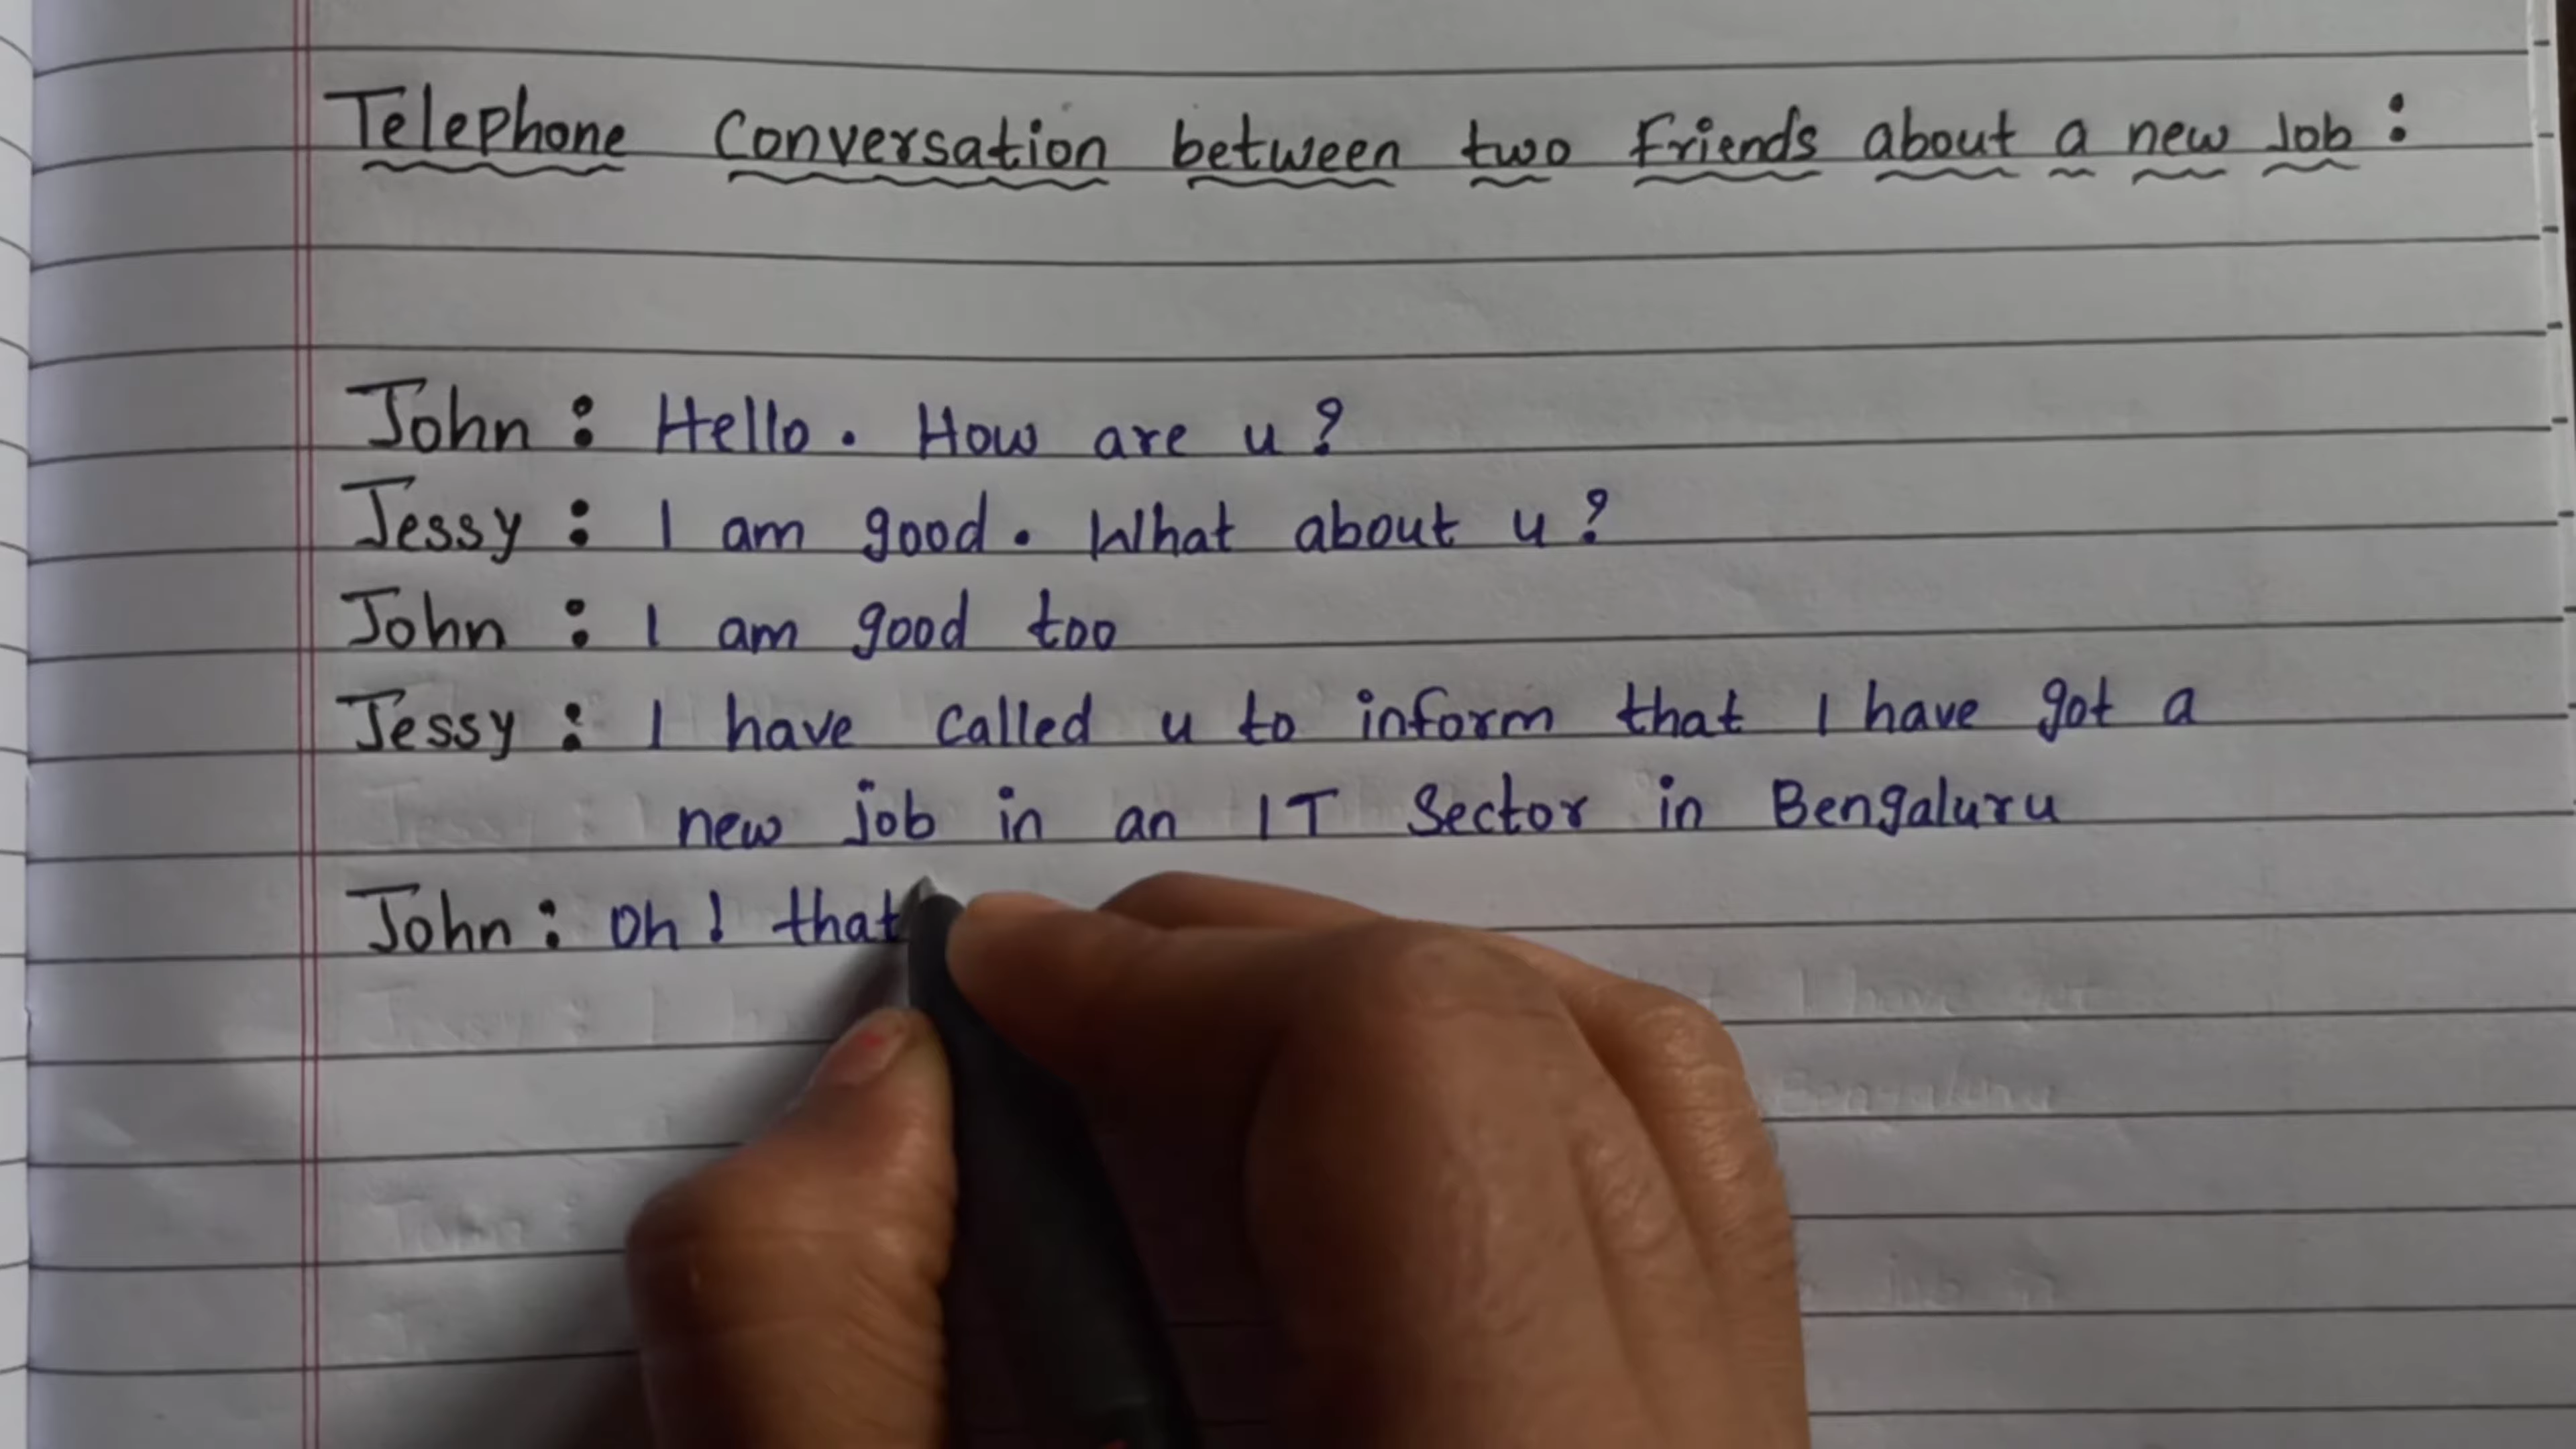 Telephone Conversation between two Friends about a new Job :
John : Hello. How are u ?
Jessy : I am good. What about u ?
John : I am good too
Jessy : I have called u to inform that I have got a
new job in an IT Sector in Bengaluru
John : Oh ! that